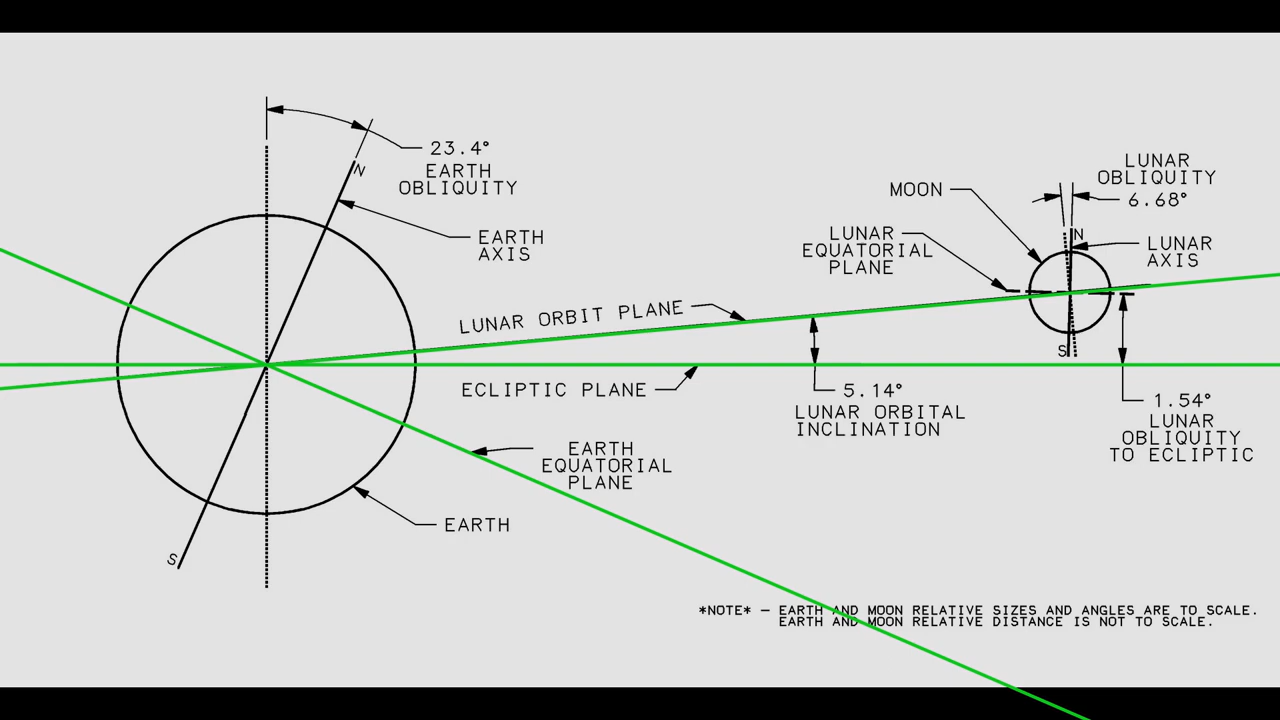 23.4°
EARTH
OBLIQUITY
N
EARTH
AXIS
LUNAR
OBLIQUITY
6.68°
MOON
LUNAR
EQUATORIAL
PLANE
N
LUNAR
AXIS
S
LUNAR ORBIT PLANE
ECLIPTIC PLANE
5.14°
LUNAR ORBITAL
INCLINATION
1.54°
LUNAR
OBLIQUITY
TO ECLIPTIC
EARTH
EQUATORIAL
PLANE
EARTH
S
*NOTE* — EARTH AND MOON RELATIVE SIZES AND ANGLES ARE TO SCALE.
EARTH AND MOON RELATIVE DISTANCE IS NOT TO SCALE.